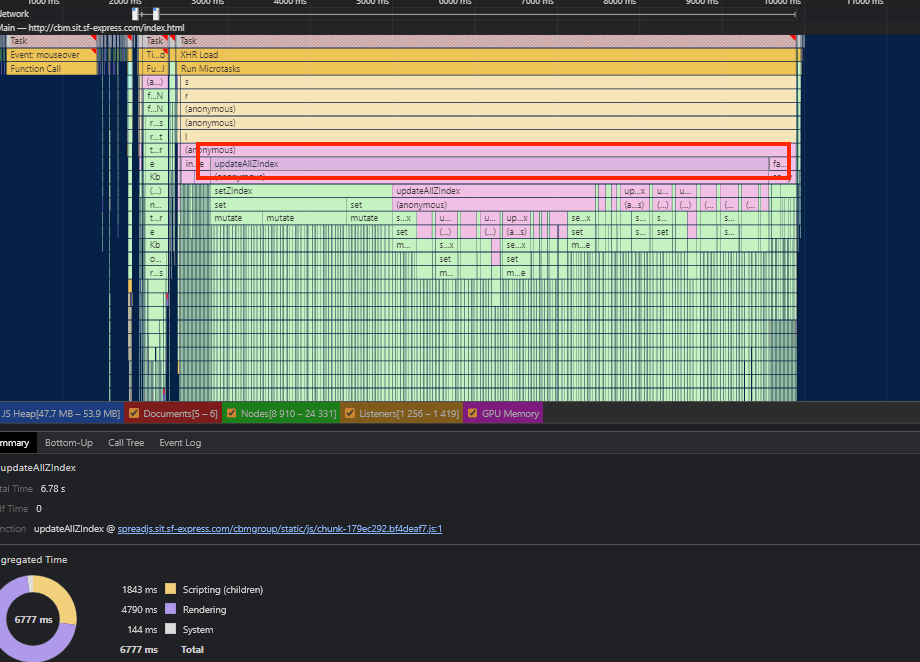 1000 ms 2000 ms 3000 ms 4000 ms 5000 ms 6000 ms 7000 ms 8000 ms 9000 ms 10000 ms 11000 ms
etwork
Main — http://cbm.sit.sf-express.com/index.html
Task Task Task
Event: mouseover Ti...o XHR Load
Function Call Fu...l Run Microtasks
(a...) s
f...N r
f...N (anonymous)
r...s (anonymous)
r...t l
t...r (anonymous)
e in...e updateAllZIndex fa...
Kb (anonymous)
(...) setZIndex updateAllZIndex up...x u... u...
n... set set (anonymous) (a...s) (...) (...) (...) (...) (...)
t...r mutate mutate mutate s...x u... u... up...x se...x s... s... s...
e set (...) (...) (a...s) set s... set s...
Kb m... s...x se...x m...e
o... set set
r...s m... m...e
JS Heap[47.7 MB – 53.9 MB] Documents[5 – 6] Nodes[8 910 – 24 331] Listeners[1 256 – 1 419] GPU Memory
mmary Bottom-Up Call Tree Event Log
updateAllZIndex
tal Time 6.78 s
lf Time 0
nction updateAllZIndex @ spreadjs.sit.sf-express.com/cbmgroup/static/js/chunk-179ec292.bf4deaf7.js:1
gregated Time
1843 ms Scripting (children)
4790 ms Rendering
6777 ms
144 ms System
6777 ms Total